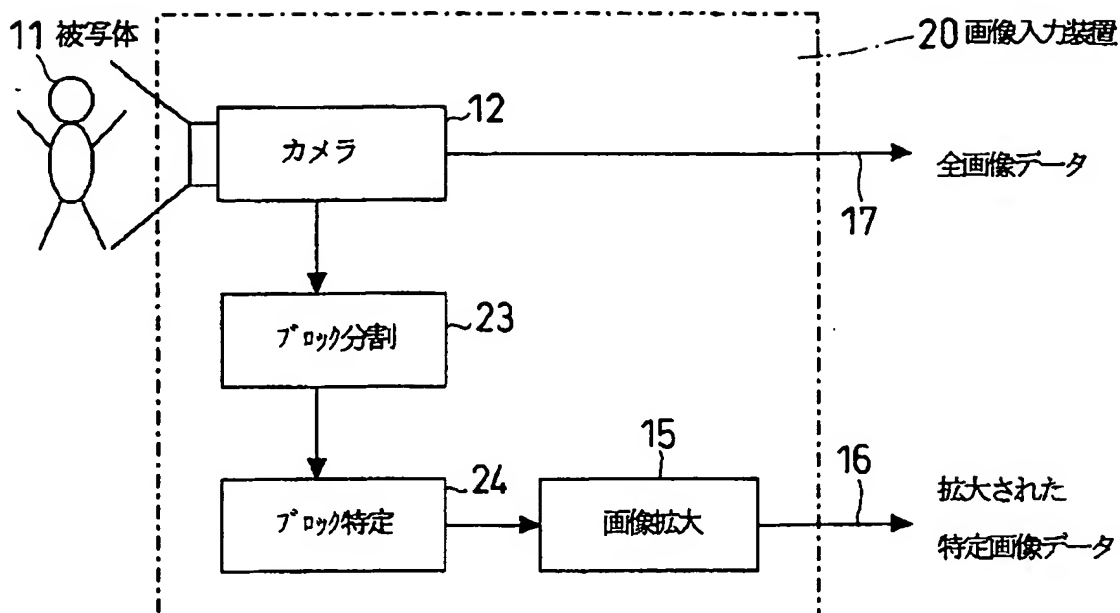 11 被写体
20 画像入力装置
12
カメラ
全画像データ
17
ブロック分割
23
15
16
24
拡大された
ブロック特定
画像拡大
特定画像データ